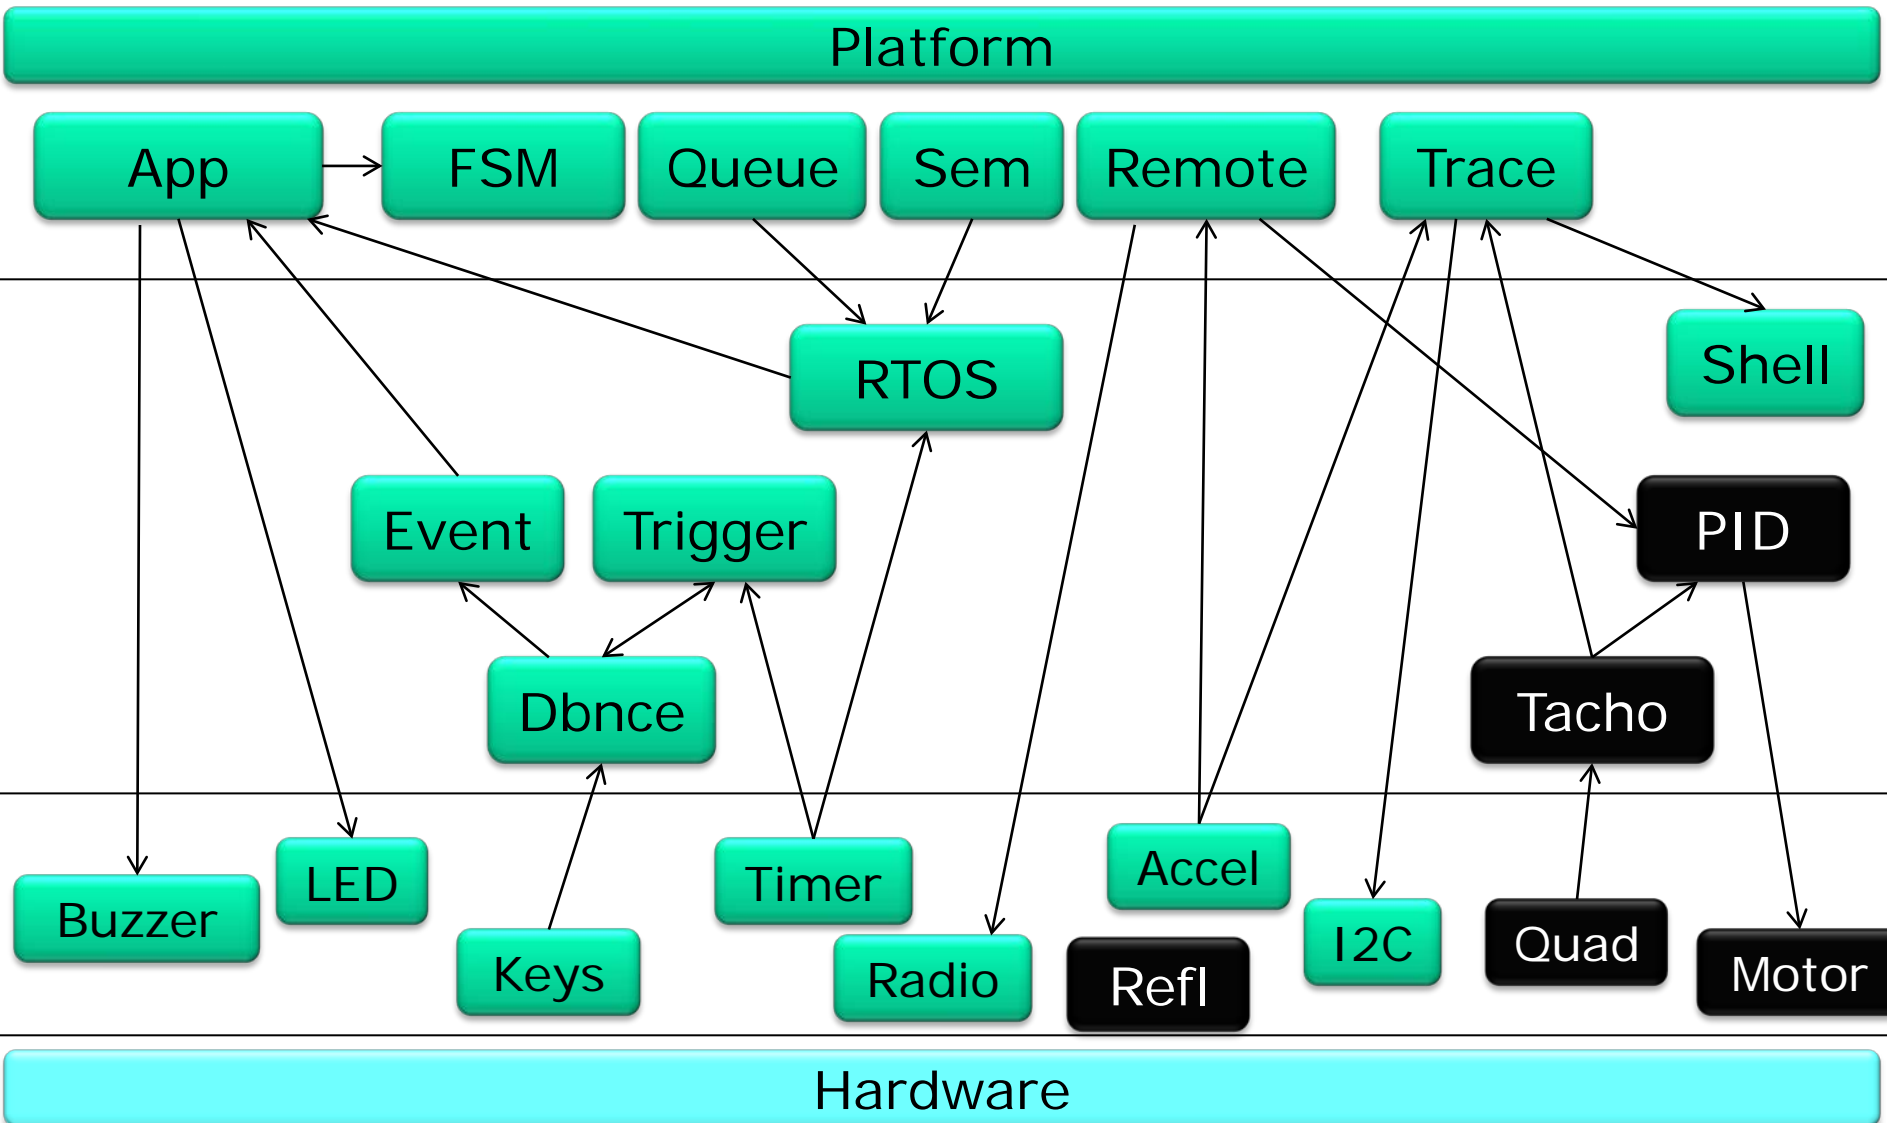 Platform
App
FSM
Queue
Sem
Remote
Trace
Shell
RTOS
Event
Trigger
PID
Dbnce
Tacho
Buzzer
LED
Keys
Timer
Radio
Accel
Refl
I2C
Quad
Motor
Hardware